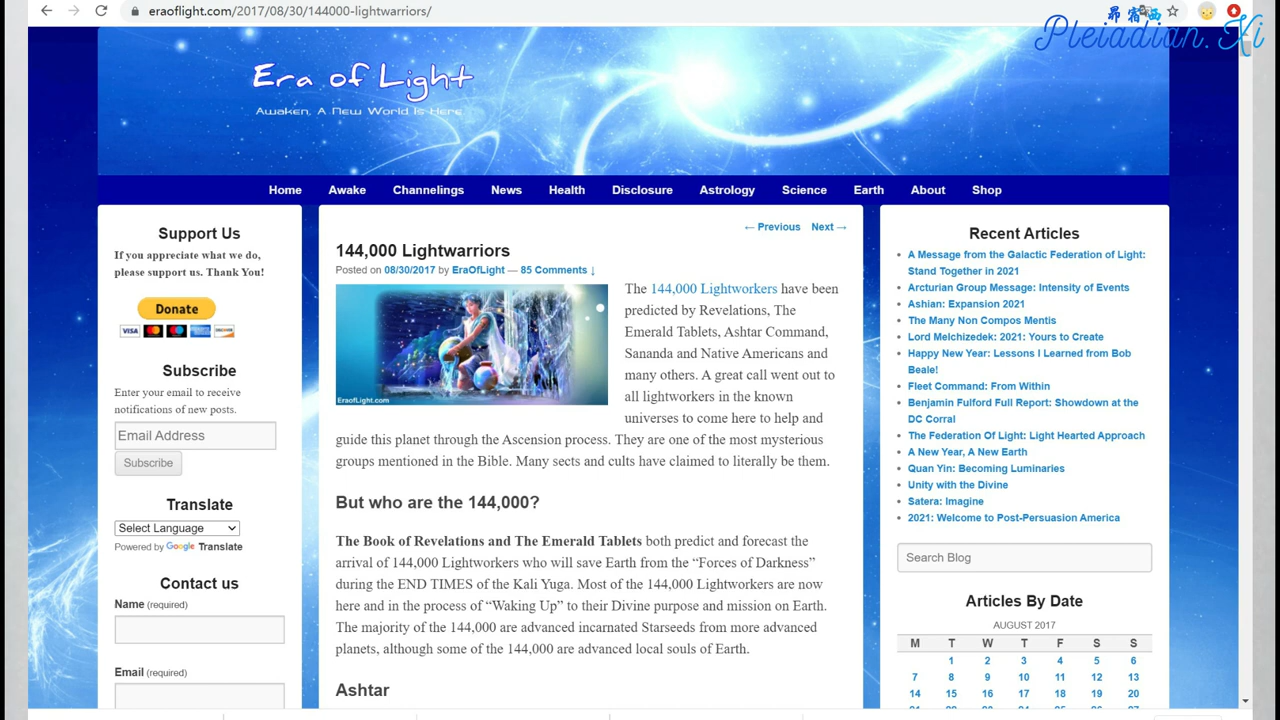 eraoflight.com/2017/08/30/144000-lightwarriors/
昴宿西
Pleiadian.Xi
Era of Light
Awaken, A New World Is Here
Home Awake Channelings News Health Disclosure Astrology Science Earth About Shop
Support Us
If you appreciate what we do,
please support us. Thank You!
Donate
VISA
Subscribe
Enter your email to receive
notifications of new posts.
Email Address
Subscribe
Translate
Select Language
Powered by Google Translate
Contact us
Name (required)
Email (required)
← Previous Next →
144,000 Lightwarriors
Posted on 08/30/2017 by EraOfLight — 85 Comments ↓
EraofLight.com
The 144,000 Lightworkers have been
predicted by Revelations, The
Emerald Tablets, Ashtar Command,
Sananda and Native Americans and
many others. A great call went out to
all lightworkers in the known
universes to come here to help and
guide this planet through the Ascension process. They are one of the most mysterious
groups mentioned in the Bible. Many sects and cults have claimed to literally be them.
But who are the 144,000?
The Book of Revelations and The Emerald Tablets both predict and forecast the
arrival of 144,000 Lightworkers who will save Earth from the “Forces of Darkness”
during the END TIMES of the Kali Yuga. Most of the 144,000 Lightworkers are now
here and in the process of “Waking Up” to their Divine purpose and mission on Earth.
The majority of the 144,000 are advanced incarnated Starseeds from more advanced
planets, although some of the 144,000 are advanced local souls of Earth.
Ashtar
Recent Articles
A Message from the Galactic Federation of Light:
Stand Together in 2021
Arcturian Group Message: Intensity of Events
Ashian: Expansion 2021
The Many Non Compos Mentis
Lord Melchizedek: 2021: Yours to Create
Happy New Year: Lessons I Learned from Bob
Beale!
Fleet Command: From Within
Benjamin Fulford Full Report: Showdown at the
DC Corral
The Federation Of Light: Light Hearted Approach
A New Year, A New Earth
Quan Yin: Becoming Luminaries
Unity with the Divine
Satera: Imagine
2021: Welcome to Post-Persuasion America
Search Blog
Articles By Date
AUGUST 2017
M T W T F S S
1 2 3 4 5 6
7 8 9 10 11 12 13
14 15 16 17 18 19 20